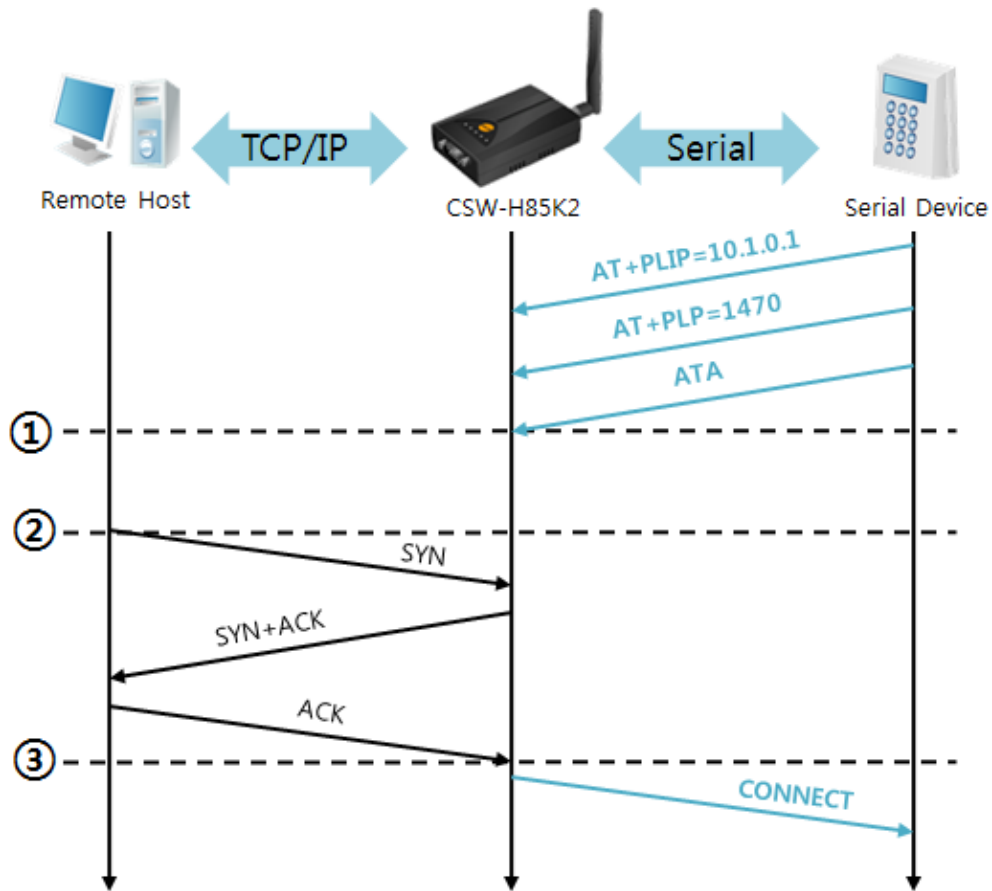 TCP/IP
Serial
Remote Host
CSW-H85K2
Serial Device
AT+PLIP=10.1.0.1
AT+PLP=1470
ATA
①
②
SYN
SYN+ACK
ACK
③
CONNECT